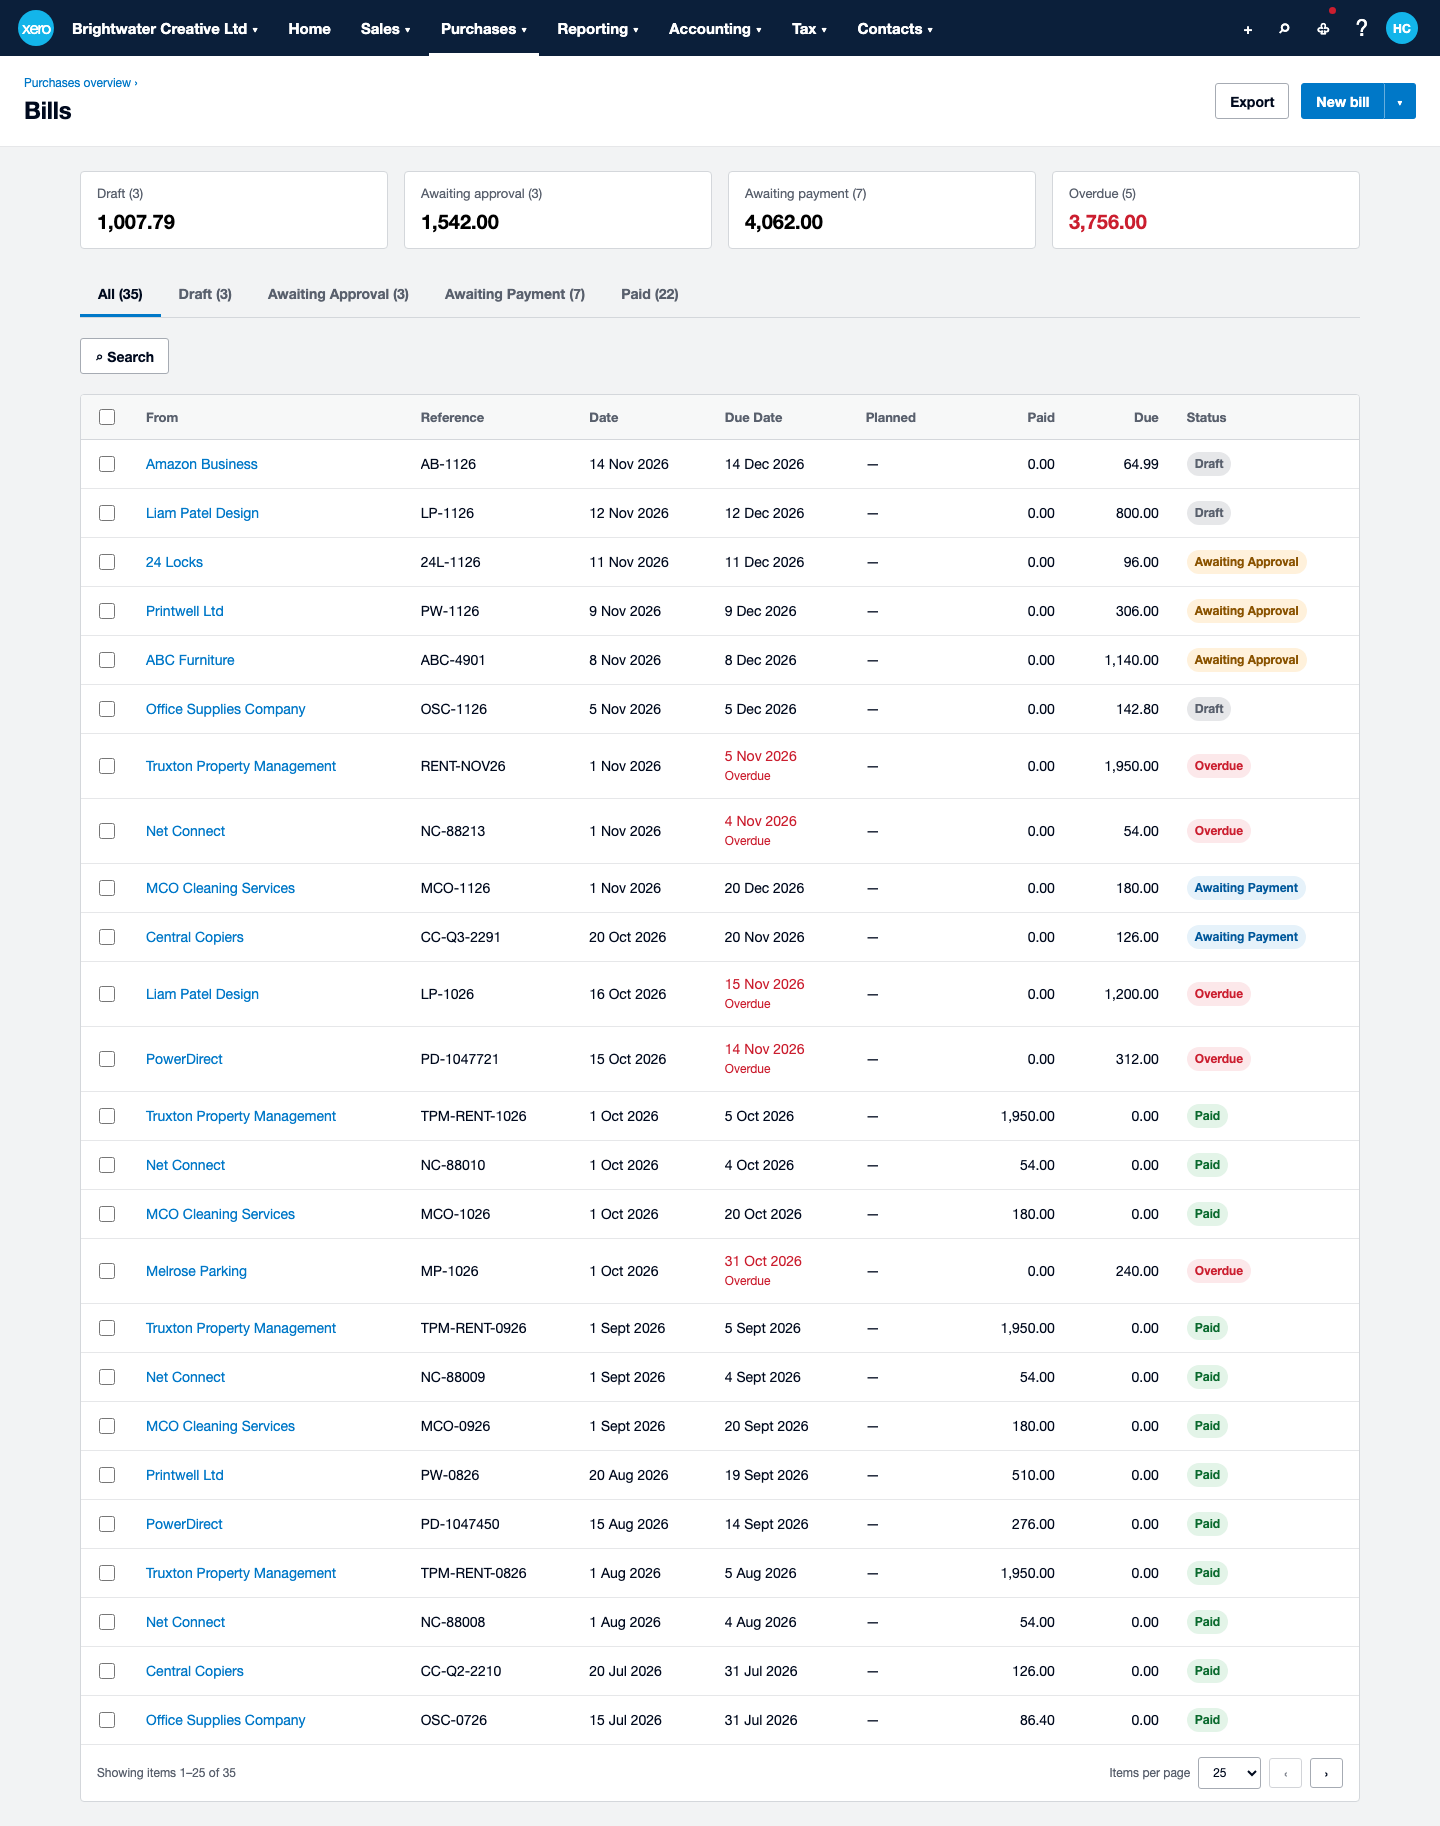 xero Brightwater Creative Ltd ▾ Home Sales ▾ Purchases ▾ Reporting ▾ Accounting ▾ Tax ▾ Contacts ▾ + ? HC
Purchases overview ›
Bills
Export New bill ▾
Draft (3)
1,007.79
Awaiting approval (3)
1,542.00
Awaiting payment (7)
4,062.00
Overdue (5)
3,756.00
All (35) Draft (3) Awaiting Approval (3) Awaiting Payment (7) Paid (22)
Search
From Reference Date Due Date Planned Paid Due Status
Amazon Business AB-1126 14 Nov 2026 14 Dec 2026 — 0.00 64.99 Draft
Liam Patel Design LP-1126 12 Nov 2026 12 Dec 2026 — 0.00 800.00 Draft
24 Locks 24L-1126 11 Nov 2026 11 Dec 2026 — 0.00 96.00 Awaiting Approval
Printwell Ltd PW-1126 9 Nov 2026 9 Dec 2026 — 0.00 306.00 Awaiting Approval
ABC Furniture ABC-4901 8 Nov 2026 8 Dec 2026 — 0.00 1,140.00 Awaiting Approval
Office Supplies Company OSC-1126 5 Nov 2026 5 Dec 2026 — 0.00 142.80 Draft
Truxton Property Management RENT-NOV26 1 Nov 2026 5 Nov 2026 — 0.00 1,950.00 Overdue
Overdue
Net Connect NC-88213 1 Nov 2026 4 Nov 2026 — 0.00 54.00 Overdue
Overdue
MCO Cleaning Services MCO-1126 1 Nov 2026 20 Dec 2026 — 0.00 180.00 Awaiting Payment
Central Copiers CC-Q3-2291 20 Oct 2026 20 Nov 2026 — 0.00 126.00 Awaiting Payment
Liam Patel Design LP-1026 16 Oct 2026 15 Nov 2026 — 0.00 1,200.00 Overdue
Overdue
PowerDirect PD-1047721 15 Oct 2026 14 Nov 2026 — 0.00 312.00 Overdue
Overdue
Truxton Property Management TPM-RENT-1026 1 Oct 2026 5 Oct 2026 — 1,950.00 0.00 Paid
Net Connect NC-88010 1 Oct 2026 4 Oct 2026 — 54.00 0.00 Paid
MCO Cleaning Services MCO-1026 1 Oct 2026 20 Oct 2026 — 180.00 0.00 Paid
Melrose Parking MP-1026 1 Oct 2026 31 Oct 2026 — 0.00 240.00 Overdue
Overdue
Truxton Property Management TPM-RENT-0926 1 Sept 2026 5 Sept 2026 — 1,950.00 0.00 Paid
Net Connect NC-88009 1 Sept 2026 4 Sept 2026 — 54.00 0.00 Paid
MCO Cleaning Services MCO-0926 1 Sept 2026 20 Sept 2026 — 180.00 0.00 Paid
Printwell Ltd PW-0826 20 Aug 2026 19 Sept 2026 — 510.00 0.00 Paid
PowerDirect PD-1047450 15 Aug 2026 14 Sept 2026 — 276.00 0.00 Paid
Truxton Property Management TPM-RENT-0826 1 Aug 2026 5 Aug 2026 — 1,950.00 0.00 Paid
Net Connect NC-88008 1 Aug 2026 4 Aug 2026 — 54.00 0.00 Paid
Central Copiers CC-Q2-2210 20 Jul 2026 31 Jul 2026 — 126.00 0.00 Paid
Office Supplies Company OSC-0726 15 Jul 2026 31 Jul 2026 — 86.40 0.00 Paid
Showing items 1–25 of 35 Items per page 25 ‹ ›